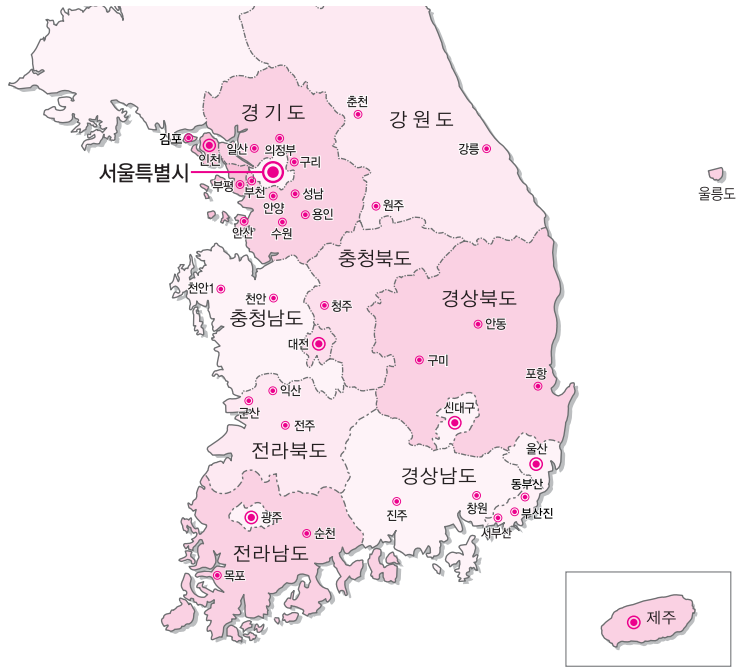 춘천
경기도
강원도
김포
인천
일산
의정부
강릉
구리
서울특별시
부평
부천
성남
울릉도
안양
용인
원주
안산
수원
충청북도
천안1
천안
경상북도
청주
충청남도
안동
대전
구미
포항
익산
군산
신대구
전주
전라북도
울산
경상남도
동부산
창원
진주
부산진
광주
서부산
순천
전라남도
목포
제주